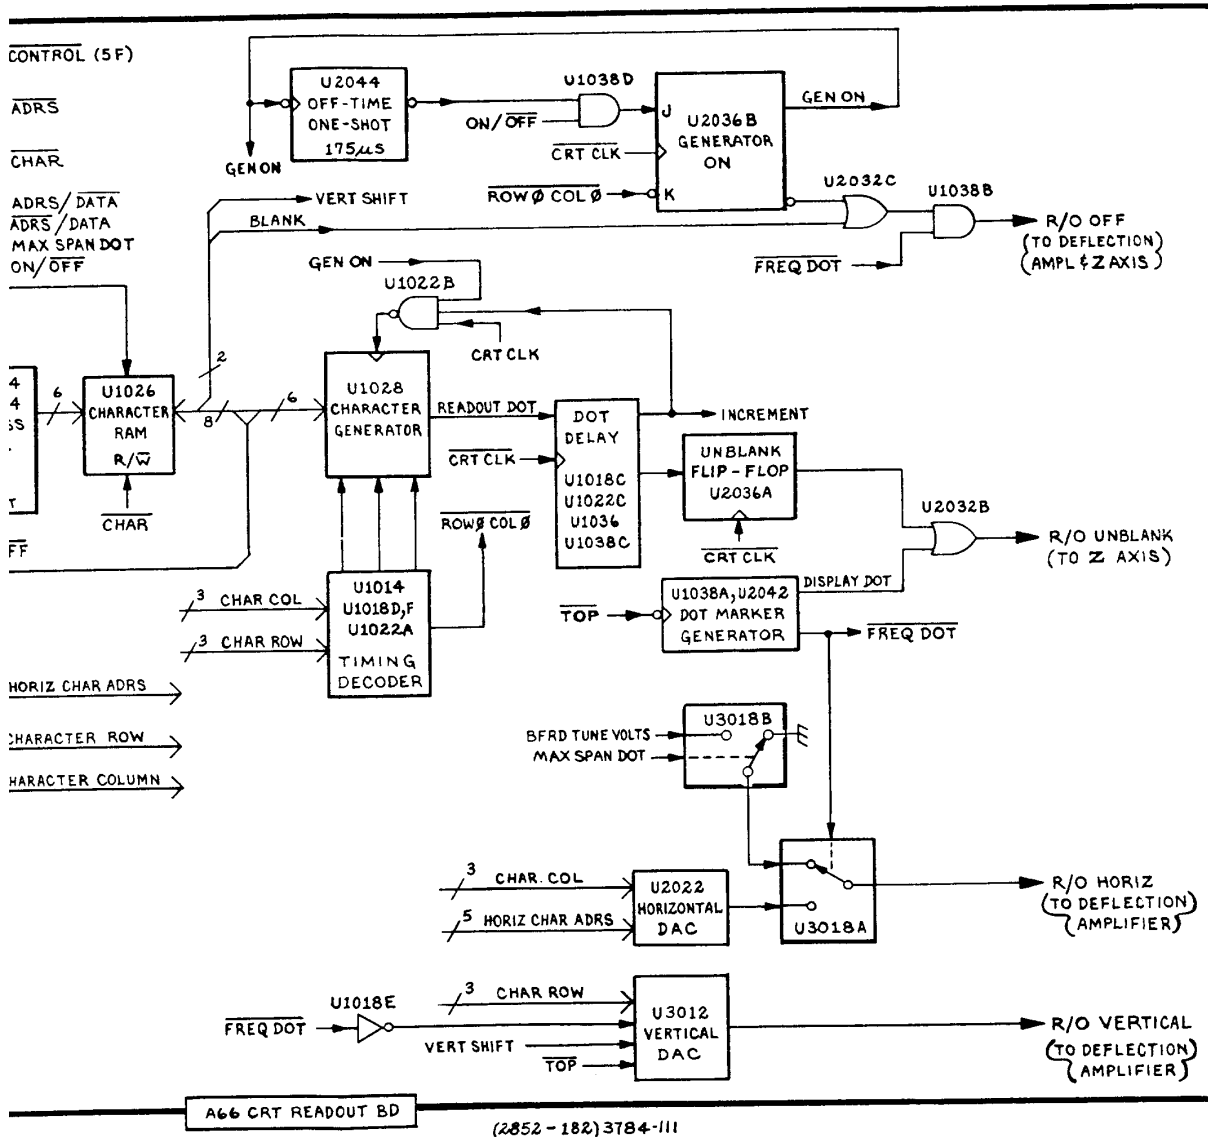 CONTROL (5F)
ADRS
CHAR
ADRS/DATA
ADRS/DATA
MAX SPAN DOT
ON/OFF
U2044
OFF-TIME
ONE-SHOT
175µS
GEN ON
U1038D
ON/OFF
J
CRT CLK
ROWØ COL Ø
K
U2036B
GENERATOR
ON
GEN ON
VERT SHIFT
BLANK
U2032C
U1038B
FREQ DOT
R/O OFF
(TO DEFLECTION)
(AMPL & Z AXIS)
GEN ON
U1022B
CRT CLK
2
4
4
SS
T
6
U1026
CHARACTER
RAM
R/W
CHAR
8
6
U1028
CHARACTER
GENERATOR
READOUT DOT
CRT CLK
DOT
DELAY
U1018C
U1022C
U1036
U1038C
INCREMENT
UNBLANK
FLIP-FLOP
U2036A
CRT CLK
U2032B
R/O UNBLANK
(TO Z AXIS)
FF
ROWØ COL Ø
3 CHAR COL
3 CHAR ROW
U1014
U1018D,F
U1022A
TIMING
DECODER
TOP
U1038A, U2042
DOT MARKER
GENERATOR
DISPLAY DOT
FREQ DOT
HORIZ CHAR ADRS
CHARACTER ROW
HARACTER COLUMN
BFRD TUNE VOLTS
MAX SPAN DOT
U3018B
3 CHAR. COL
5 HORIZ CHAR ADRS
U2022
HORIZONTAL
DAC
U3018A
R/O HORIZ
(TO DEFLECTION)
(AMPLIFIER)
3 CHAR ROW
U1018E
FREQ DOT
VERT SHIFT
TOP
U3012
VERTICAL
DAC
R/O VERTICAL
(TO DEFLECTION)
(AMPLIFIER)
A66 CRT READOUT BD
(2852-182) 3784-111